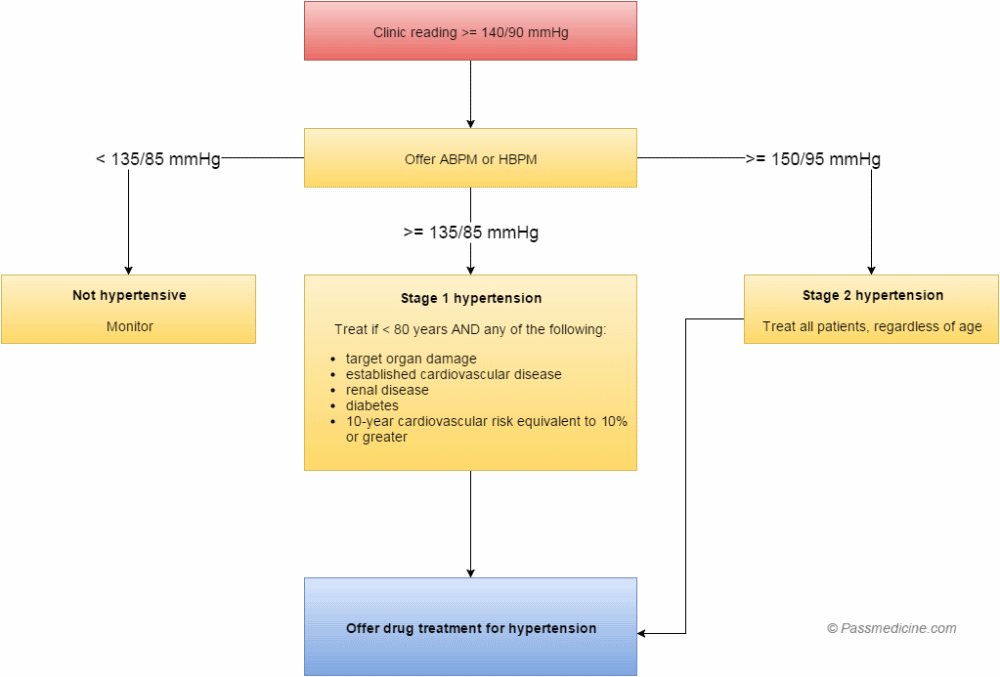 Clinic reading >= 140/90 mmHg
Offer ABPM or HBPM
< 135/85 mmHg
>= 150/95 mmHg
>= 135/85 mmHg
Not hypertensive
Monitor
Stage 1 hypertension
Treat if < 80 years AND any of the following:
• target organ damage
• established cardiovascular disease
• renal disease
• diabetes
• 10-year cardiovascular risk equivalent to 10%
or greater
Stage 2 hypertension
Treat all patients, regardless of age
Offer drug treatment for hypertension
© Passmedicine.com